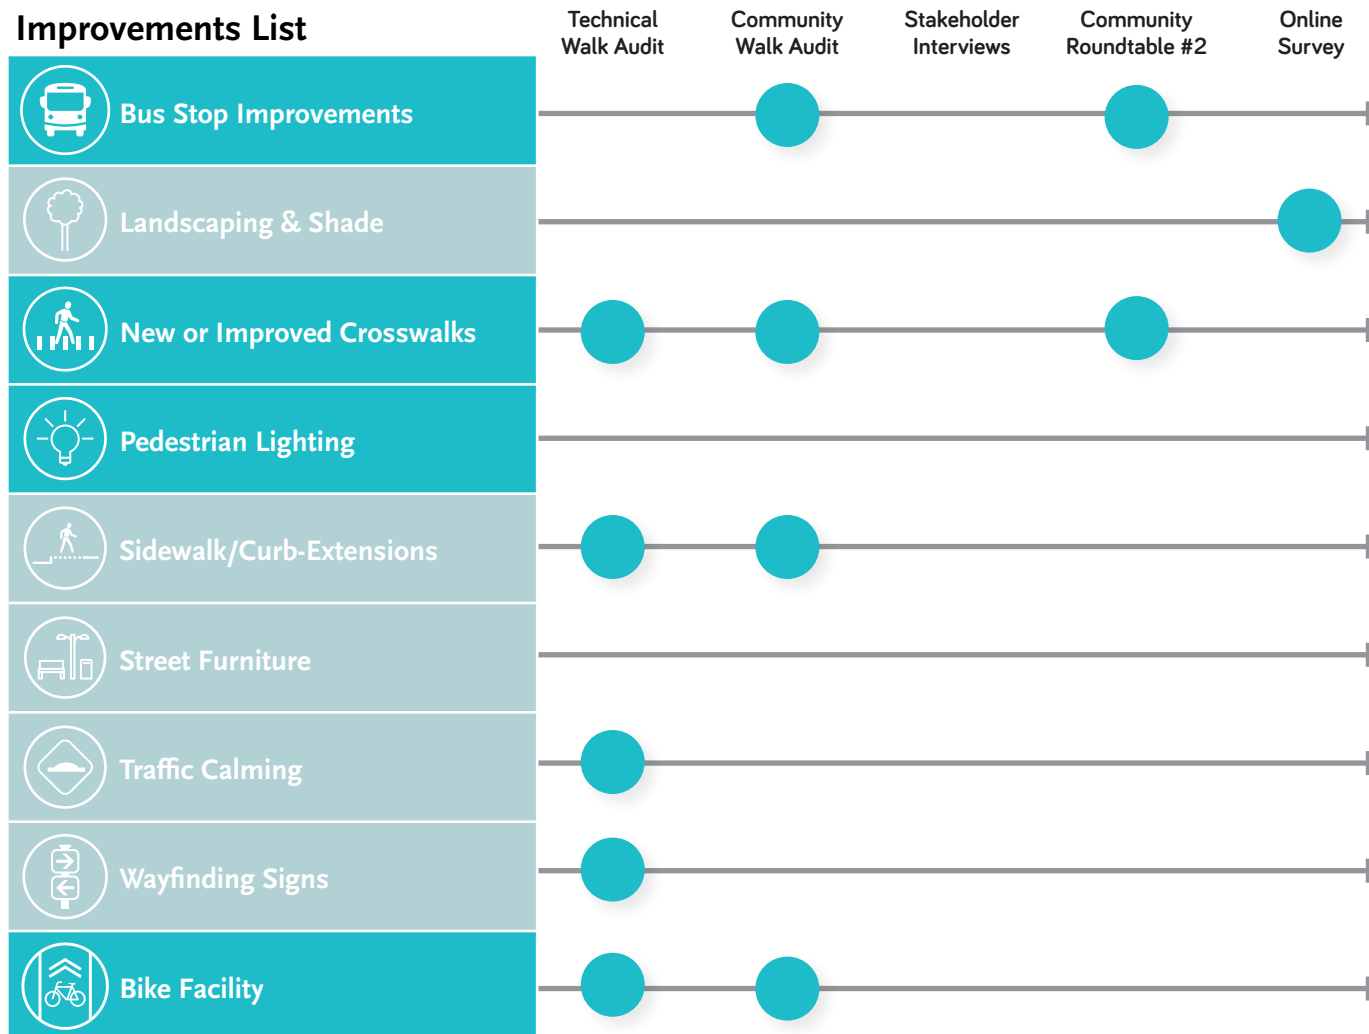 Improvements List
Technical
Walk Audit
Community
Walk Audit
Stakeholder
Interviews
Community
Roundtable #2
Online
Survey
Bus Stop Improvements
Landscaping & Shade
New or Improved Crosswalks
Pedestrian Lighting
Sidewalk/Curb-Extensions
Street Furniture
Traffic Calming
Wayfinding Signs
Bike Facility